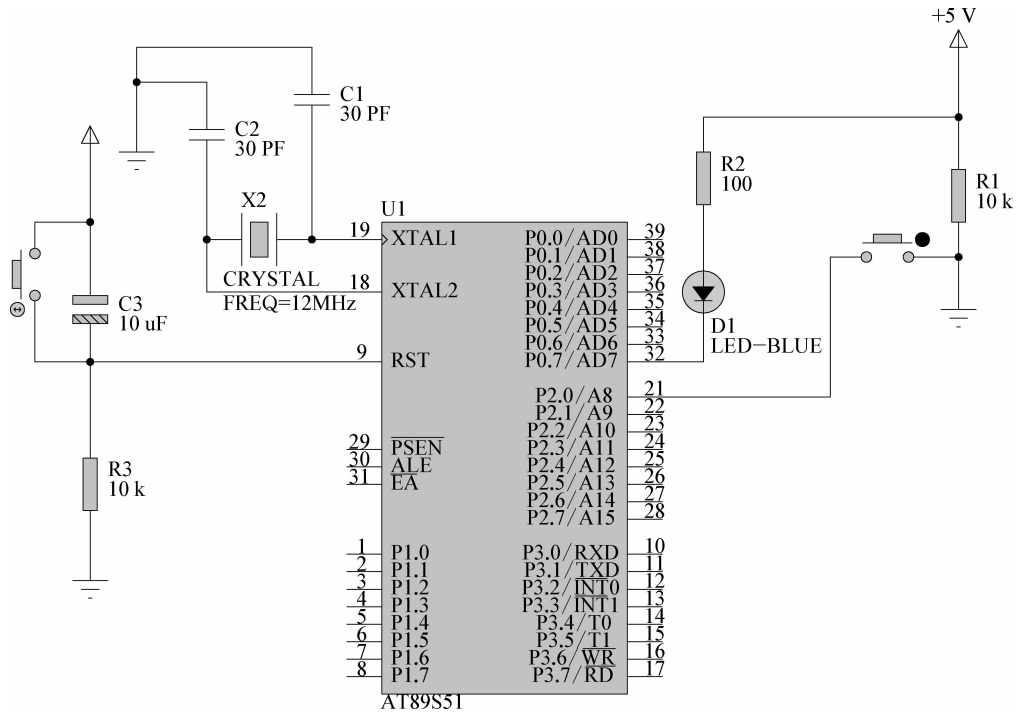 +5 V
C1
30 PF
C2
30 PF
R2
100
R1
10 k
X2
CRYSTAL
FREQ=12MHz
C3
10 uF
R3
10 k
D1
LED-BLUE
U1
19 XTAL1
18 XTAL2
9 RST
29 PSEN
30 ALE
31 EA
1 P1.0
2 P1.1
3 P1.2
4 P1.3
5 P1.4
6 P1.5
7 P1.6
8 P1.7
P0.0/AD0 39
P0.1/AD1 38
P0.2/AD2 37
P0.3/AD3 36
P0.4/AD4 35
P0.5/AD5 34
P0.6/AD6 33
P0.7/AD7 32
P2.0/A8 21
P2.1/A9 22
P2.2/A10 23
P2.3/A11 24
P2.4/A12 25
P2.5/A13 26
P2.6/A14 27
P2.7/A15 28
P3.0/RXD 10
P3.1/TXD 11
P3.2/INT0 12
P3.3/INT1 13
P3.4/T0 14
P3.5/T1 15
P3.6/WR 16
P3.7/RD 17
AT89S51